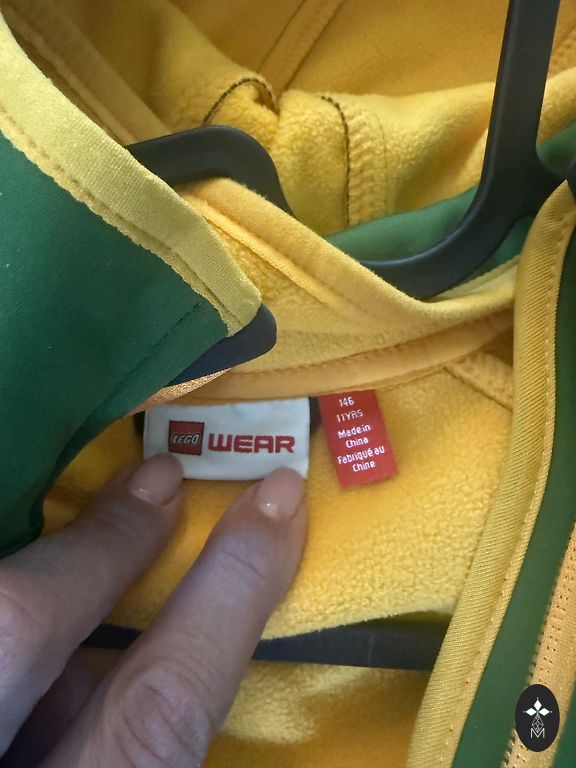 LEGO WEAR
146
11YRS
Made in
China
Fabriqué au
Chine
M